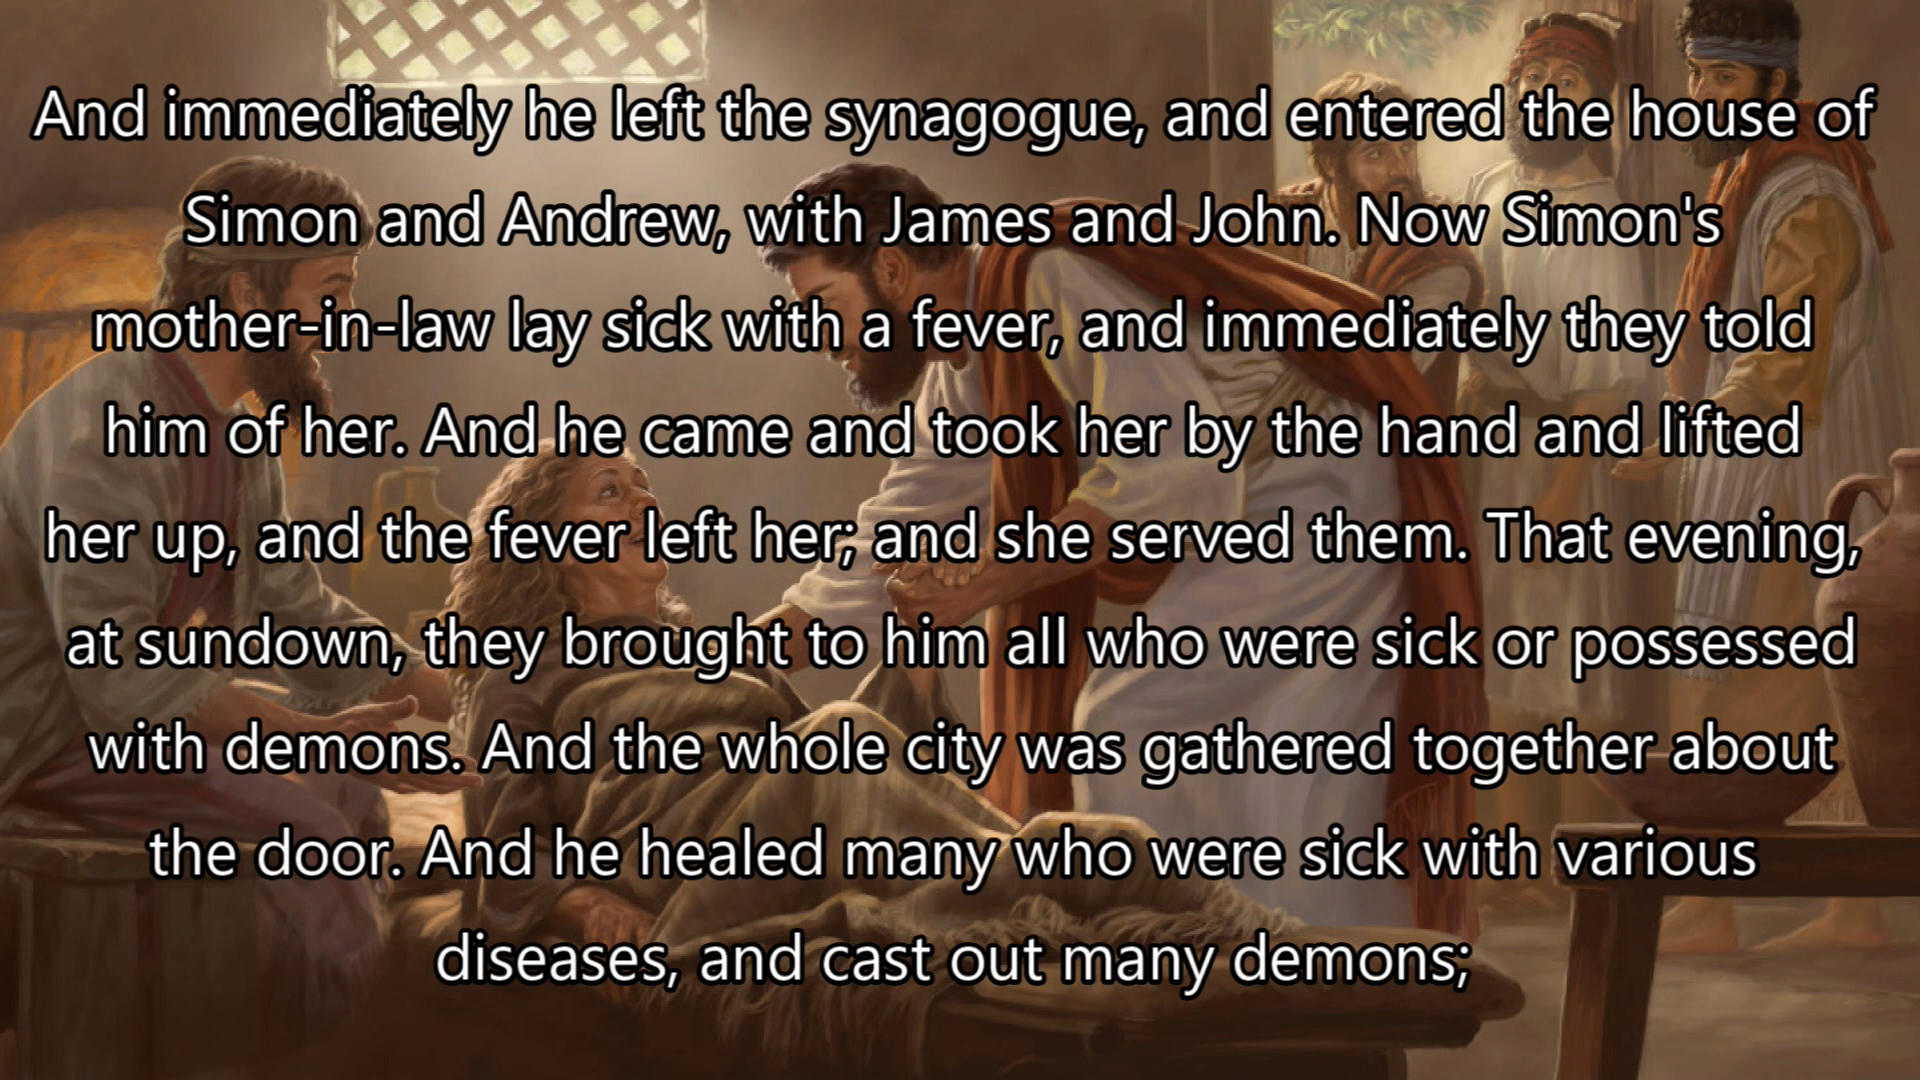 And immediately he left the synagogue, and entered the house of
Simon and Andrew, with James and John. Now Simon's
mother-in-law lay sick with a fever, and immediately they told
him of her. And he came and took her by the hand and lifted
her up, and the fever left her; and she served them. That evening,
at sundown, they brought to him all who were sick or possessed
with demons. And the whole city was gathered together about
the door. And he healed many who were sick with various
diseases, and cast out many demons;